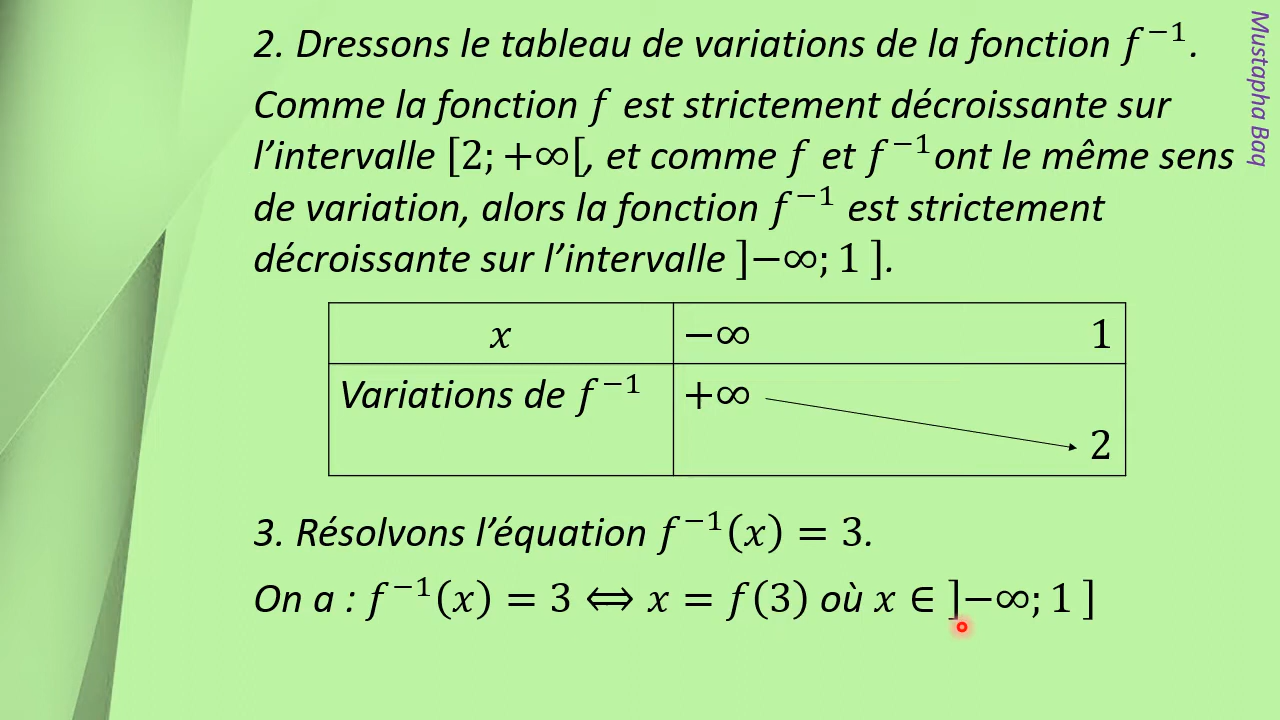 2. Dressons le tableau de variations de la fonction f⁻¹.
Comme la fonction f est strictement décroissante sur
l’intervalle [2; +∞[, et comme f et f⁻¹ ont le même sens
de variation, alors la fonction f⁻¹ est strictement
décroissante sur l’intervalle ]−∞; 1 ].
x −∞ 1
Variations de f⁻¹ +∞
2
3. Résolvons l’équation f⁻¹(x) = 3.
On a : f⁻¹(x) = 3 ⟺ x = f(3) où x ∈ ]−∞; 1 ]
Mustapha Baq